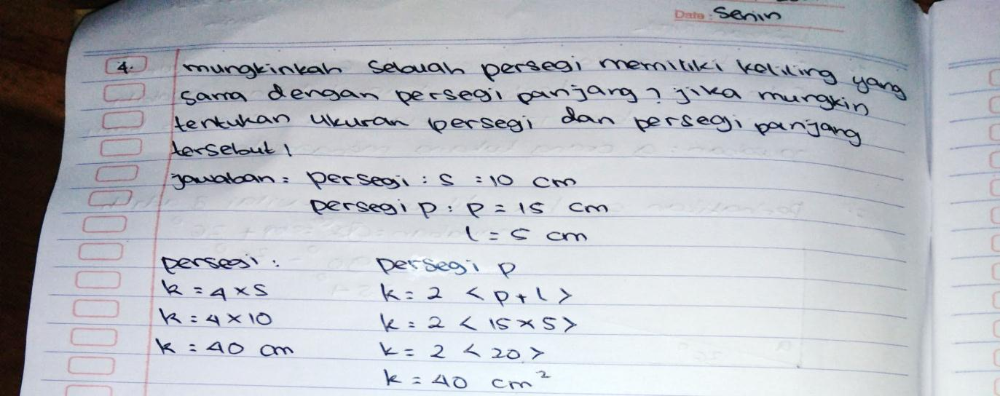 Date : Senin
4. mungkinkah sebuah persegi memiliki keliling yang
sama dengan persegi panjang ? jika mungkin
tentukan ukuran persegi dan persegi panjang
tersebut !
jawaban = persegi : s = 10 cm
persegi p : p = 15 cm
l = 5 cm
persegi : persegi p
k = 4 x s k = 2 < p + l >
k = 4 x 10 k = 2 < 15 x 5 >
k = 40 cm k = 2 < 20 >
k = 40 cm²